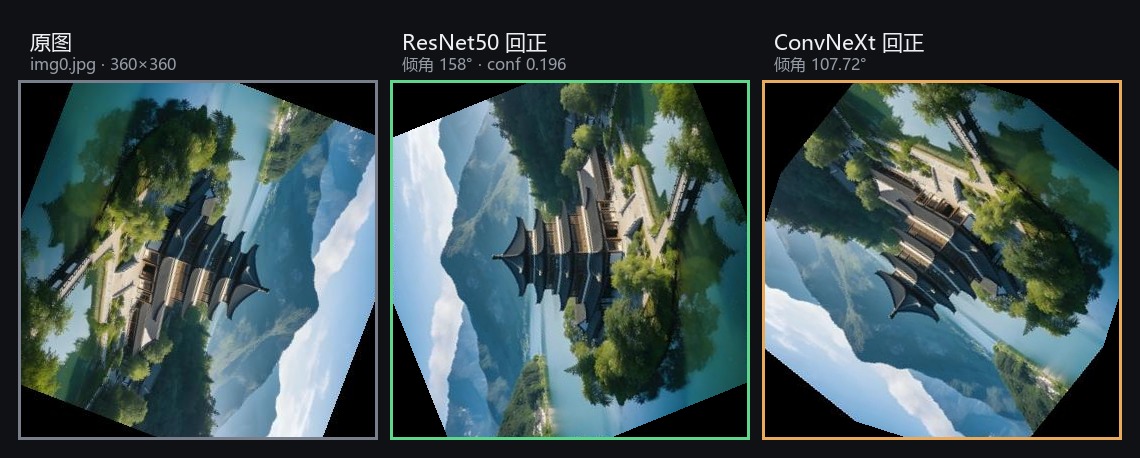 原图
img0.jpg · 360×360
ResNet50 回正
倾角 158° · conf 0.196
ConvNeXt 回正
倾角 107.72°